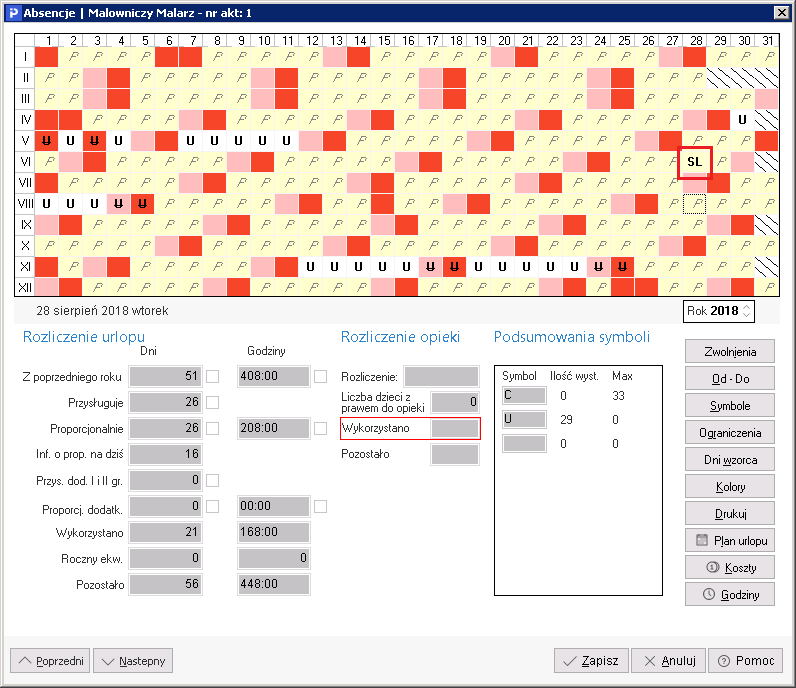 Absencje | Malowniczy Malarz - nr akt: 1
1 2 3 4 5 6 7 8 9 10 11 12 13 14 15 16 17 18 19 20 21 22 23 24 25 26 27 28 29 30 31
I P P P P P P P P P P P P P P P P P P P P P P
II P P P P P P P P P P P P P P P P P P P P
III P P P P P P P P P P P P P P P P P P P P P P
IV P P P P P P P P P P P P P P P P P P P U
V U U U U U U U U U P P P P P P P P P P P P P
VI P P P P P P P P P P P P P P P P P P P SL P
VII P P P P P P P P P P P P P P P P P P P P P P
VIII U U U U U P P P P P P P P P P P P P P P P P P P
IX P P P P P P P P P P P P P P P P P P P P
X P P P P P P P P P P P P P P P P P P P P P P P
XI P P P P P P U U U U U U U U U U U U U U P P P P P
XII P P P P P P P P P P P P P P P P P P P
28 sierpień 2018 wtorek
Rok 2018
Rozliczenie urlopu
Dni Godziny
Z poprzedniego roku 51 408:00
Przysługuje 26
Proporcjonalnie 26 208:00
Inf. o prop. na dziś 16
Przys. dod. I i II gr. 0
Proporcj. dodatk. 0 00:00
Wykorzystano 21 168:00
Roczny ekw. 0 0
Pozostało 56 448:00
Rozliczenie opieki
Rozliczenie:
Liczba dzieci z
prawem do opieki 0
Wykorzystano
Pozostało
Podsumowania symboli
Symbol Ilość wyst. Max
C 0 33
U 29 0
0 0
Zwolnienia
Od - Do
Symbole
Ograniczenia
Dni wzorca
Kolory
Drukuj
Plan urlopu
Koszty
Godziny
Poprzedni Następny Zapisz Anuluj Pomoc